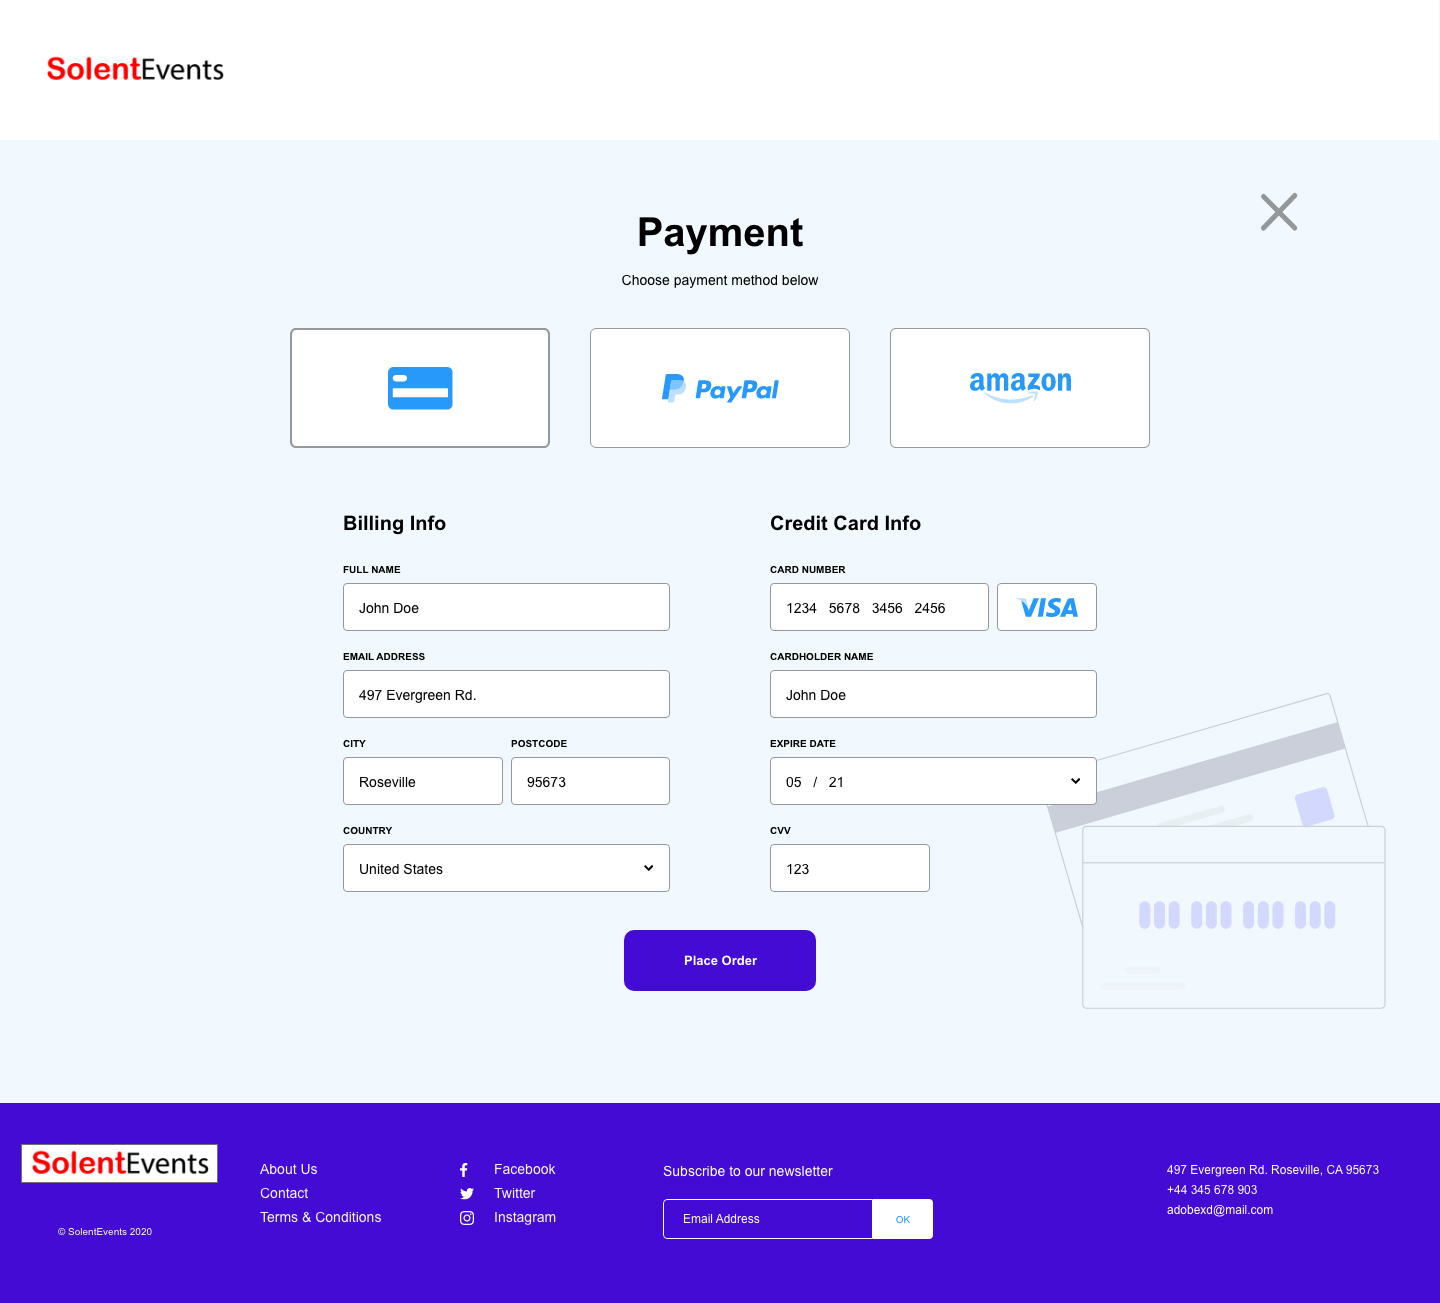 SolentEvents
Payment
Choose payment method below
PayPal
amazon
Billing Info
FULL NAME
John Doe
EMAIL ADDRESS
497 Evergreen Rd.
CITY
POSTCODE
Roseville
95673
COUNTRY
United States
Credit Card Info
CARD NUMBER
1234 5678 3456 2456
VISA
CARDHOLDER NAME
John Doe
EXPIRE DATE
05 / 21
CVV
123
Place Order
SolentEvents
© SolentEvents 2020
About Us
Contact
Terms & Conditions
Facebook
Twitter
Instagram
Subscribe to our newsletter
Email Address
OK
497 Evergreen Rd. Roseville, CA 95673
+44 345 678 903
adobexd@mail.com